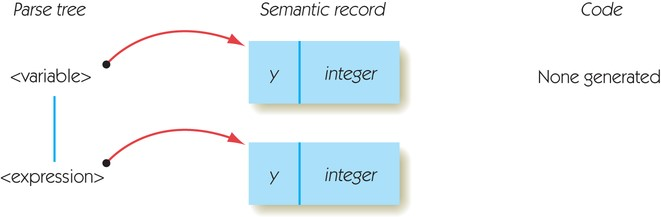 Parse tree Semantic record Code
<variable> y integer None generated
<expression> y integer